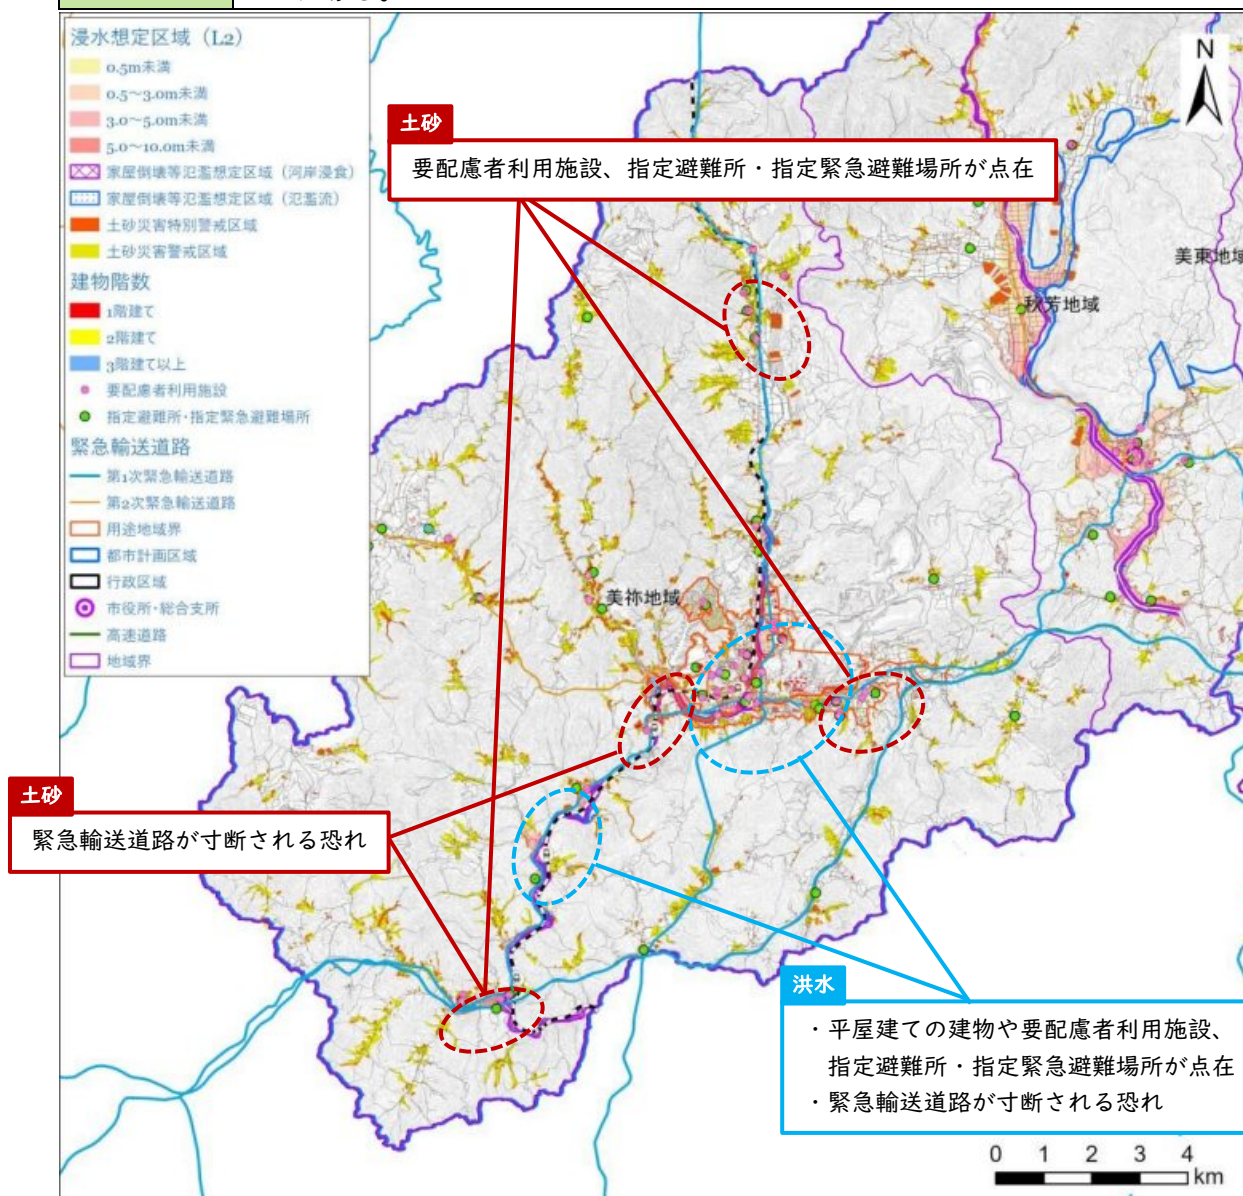 浸水想定区域（L2）
0.5m未満
0.5～3.0m未満
3.0～5.0m未満
5.0～10.0m未満
家屋倒壊等氾濫想定区域（河岸浸食）
家屋倒壊等氾濫想定区域（氾濫流）
土砂災害特別警戒区域
土砂災害警戒区域
建物階数
1階建て
2階建て
3階建て以上
要配慮者利用施設
指定避難所・指定緊急避難場所
緊急輸送道路
第1次緊急輸送道路
第2次緊急輸送道路
用途地域界
都市計画区域
行政区域
市役所・総合支所
高速道路
地域界
N
土砂
要配慮者利用施設、指定避難所・指定緊急避難場所が点在
美東地域
秋芳地域
美祢地域
土砂
緊急輸送道路が寸断される恐れ
洪水
・平屋建ての建物や要配慮者利用施設、
指定避難所・指定緊急避難場所が点在
・緊急輸送道路が寸断される恐れ
0 1 2 3 4
km